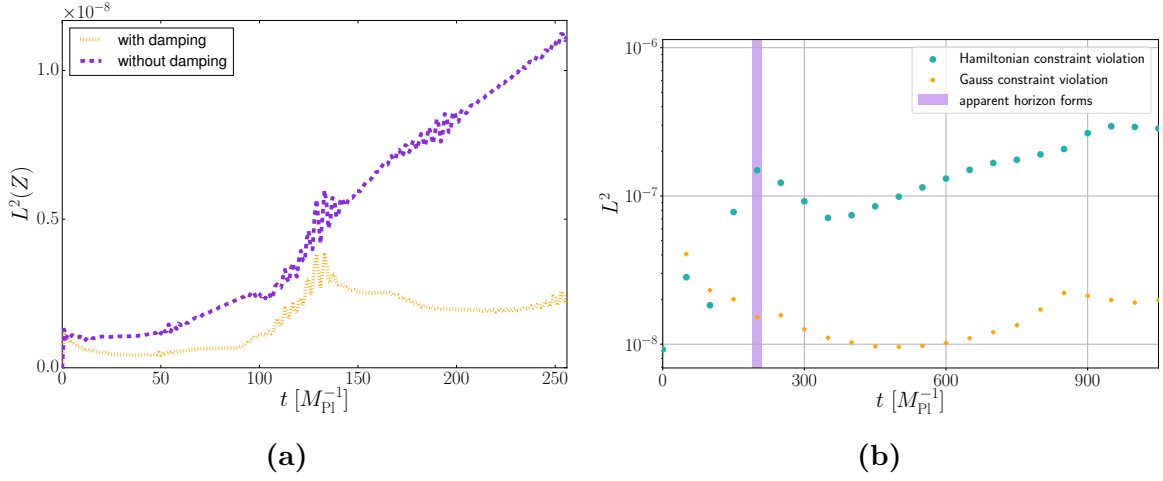 ×10⁻⁸
with damping
without damping
1.0
0.5
0.0
L²(Z)
0 50 100 150 200 250
t [M_Pl⁻¹]
(a)
10⁻⁶
Hamiltonian constraint violation
Gauss constraint violation
apparent horizon forms
10⁻⁷
L²
10⁻⁸
0 300 600 900
t [M_Pl⁻¹]
(b)